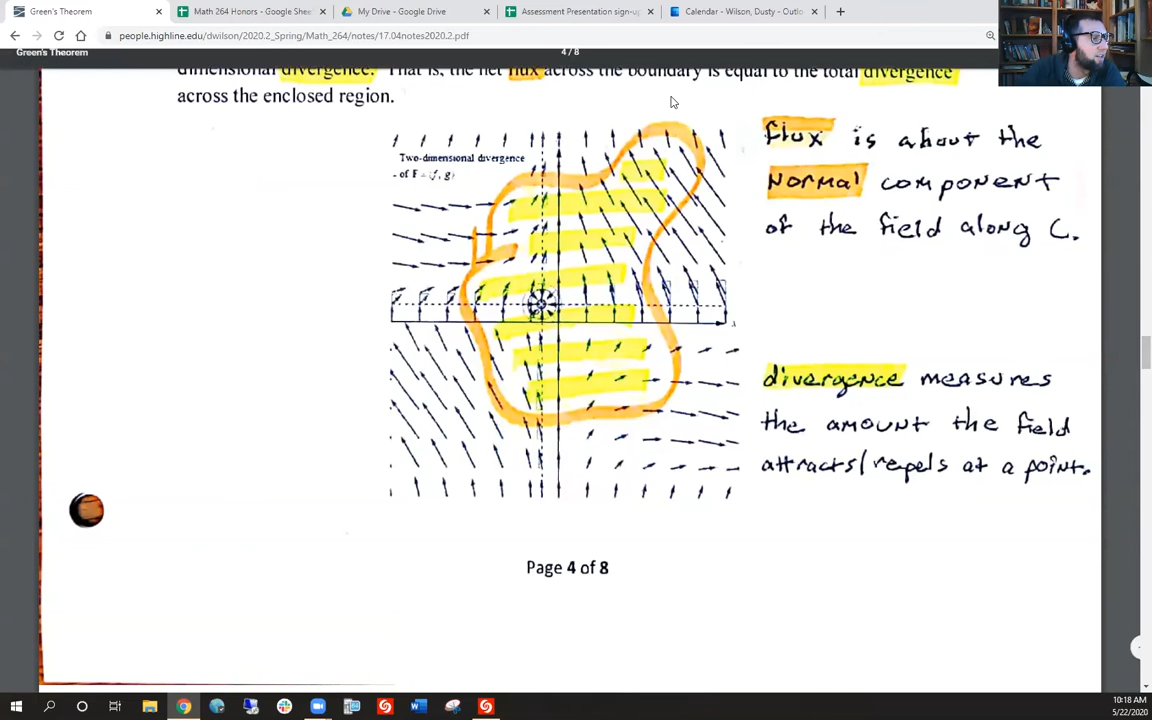 Green's Theorem
Math 264 Honors - Google Shee
My Drive - Google Drive
Assessment Presentation sign-u
Calendar - Wilson, Dusty - Outlo
people.highline.edu/dwilson/2020.2_Spring/Math_264/notes/17.04notes2020.2.pdf
Green's Theorem
4 / 8
dimensional divergence. That is, the net flux across the boundary is equal to the total divergence
across the enclosed region.
Two-dimensional divergence
of F = ⟨f, g⟩
flux is about the
normal component
of the field along C.
divergence measures
the amount the field
attracts/repels at a point.
Page 4 of 8
10:18 AM
5/22/2020